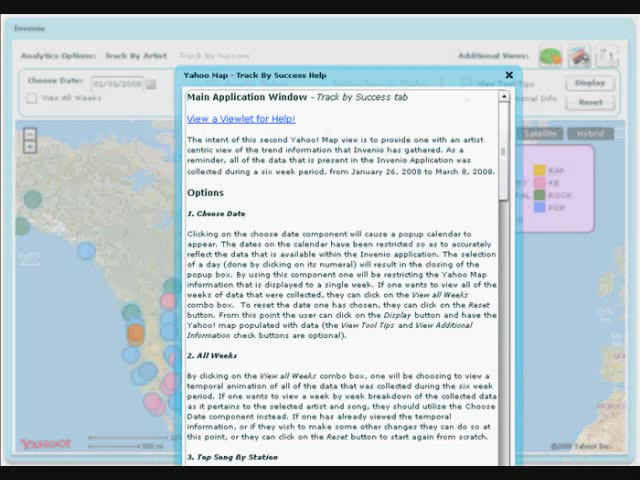 Invenio
Analytics Options: Track By Artist Track By Success Additional Views:
Yahoo Map - Track By Success Help
Choose Date: 01/30/2008
View All Weeks
View Tool Tips
Display
Reset
Main Application Window - Track by Success tab
View a Viewlet for Help!
The intent of this second Yahoo! Map view is to provide one with an artist
centric view of the trend information that Invenio has gathered. As a
reminder, all of the data that is present in the Invenio Application was
collected during a six week period, from January 26, 2008 to March 8, 2008.
Options
1. Choose Date
Clicking on the choose date component will cause a popup calendar to
appear. The dates on the calendar have been restricted so as to accurately
reflect the data that is available within the Invenio application. The selection
of a day (done by clicking on its numeral) will result in the closing of the
popup box. By using this component one will be restricting the Yahoo Map
information that is displayed to a single week. If one wants to view all of the
weeks of data that were collected, they can click on the View all Weeks
combo box. To reset the date one has chosen, they can click on the Reset
button. From this point the user can click on the Display button and have the
Yahoo! map populated with data (the View Tool Tips and View Additional
Information check buttons are optional).
2. All Weeks
By clicking on the View all Weeks combo box, one will be choosing to view a
temporal animation of all of the data that was collected during the six week
period. If one wants to view a week by week breakdown of the collected data
as it pertains to the selected artist and song, they should utilize the Choose
Date component instead. If one has already viewed the temporal
information, or if they wish to make some other changes they can do so at
this point, or they can click on the Reset button to start again from scratch.
3. Top Song By Station
Satellite Hybrid
RAP
RB
ROCK
POP
YAHOO!
500 mi
©2008 Yahoo! Inc.